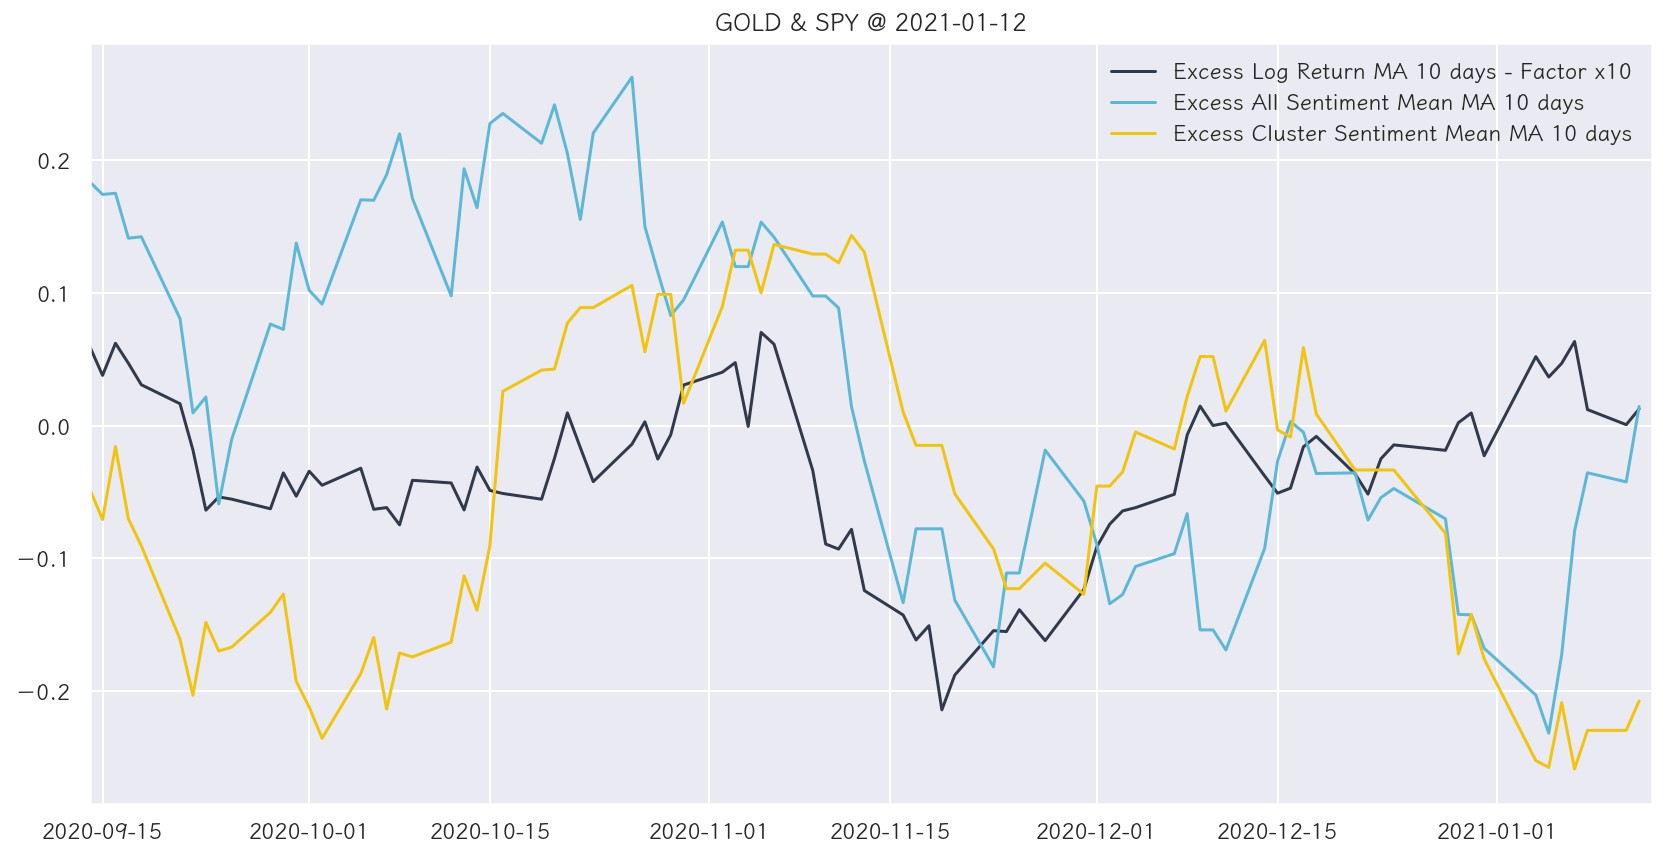 GOLD & SPY @ 2021-01-12
Excess Log Return MA 10 days - Factor x10
Excess All Sentiment Mean MA 10 days
Excess Cluster Sentiment Mean MA 10 days
0.2
0.1
0.0
−0.1
−0.2
2020-09-15 2020-10-01 2020-10-15 2020-11-01 2020-11-15 2020-12-01 2020-12-15 2021-01-01